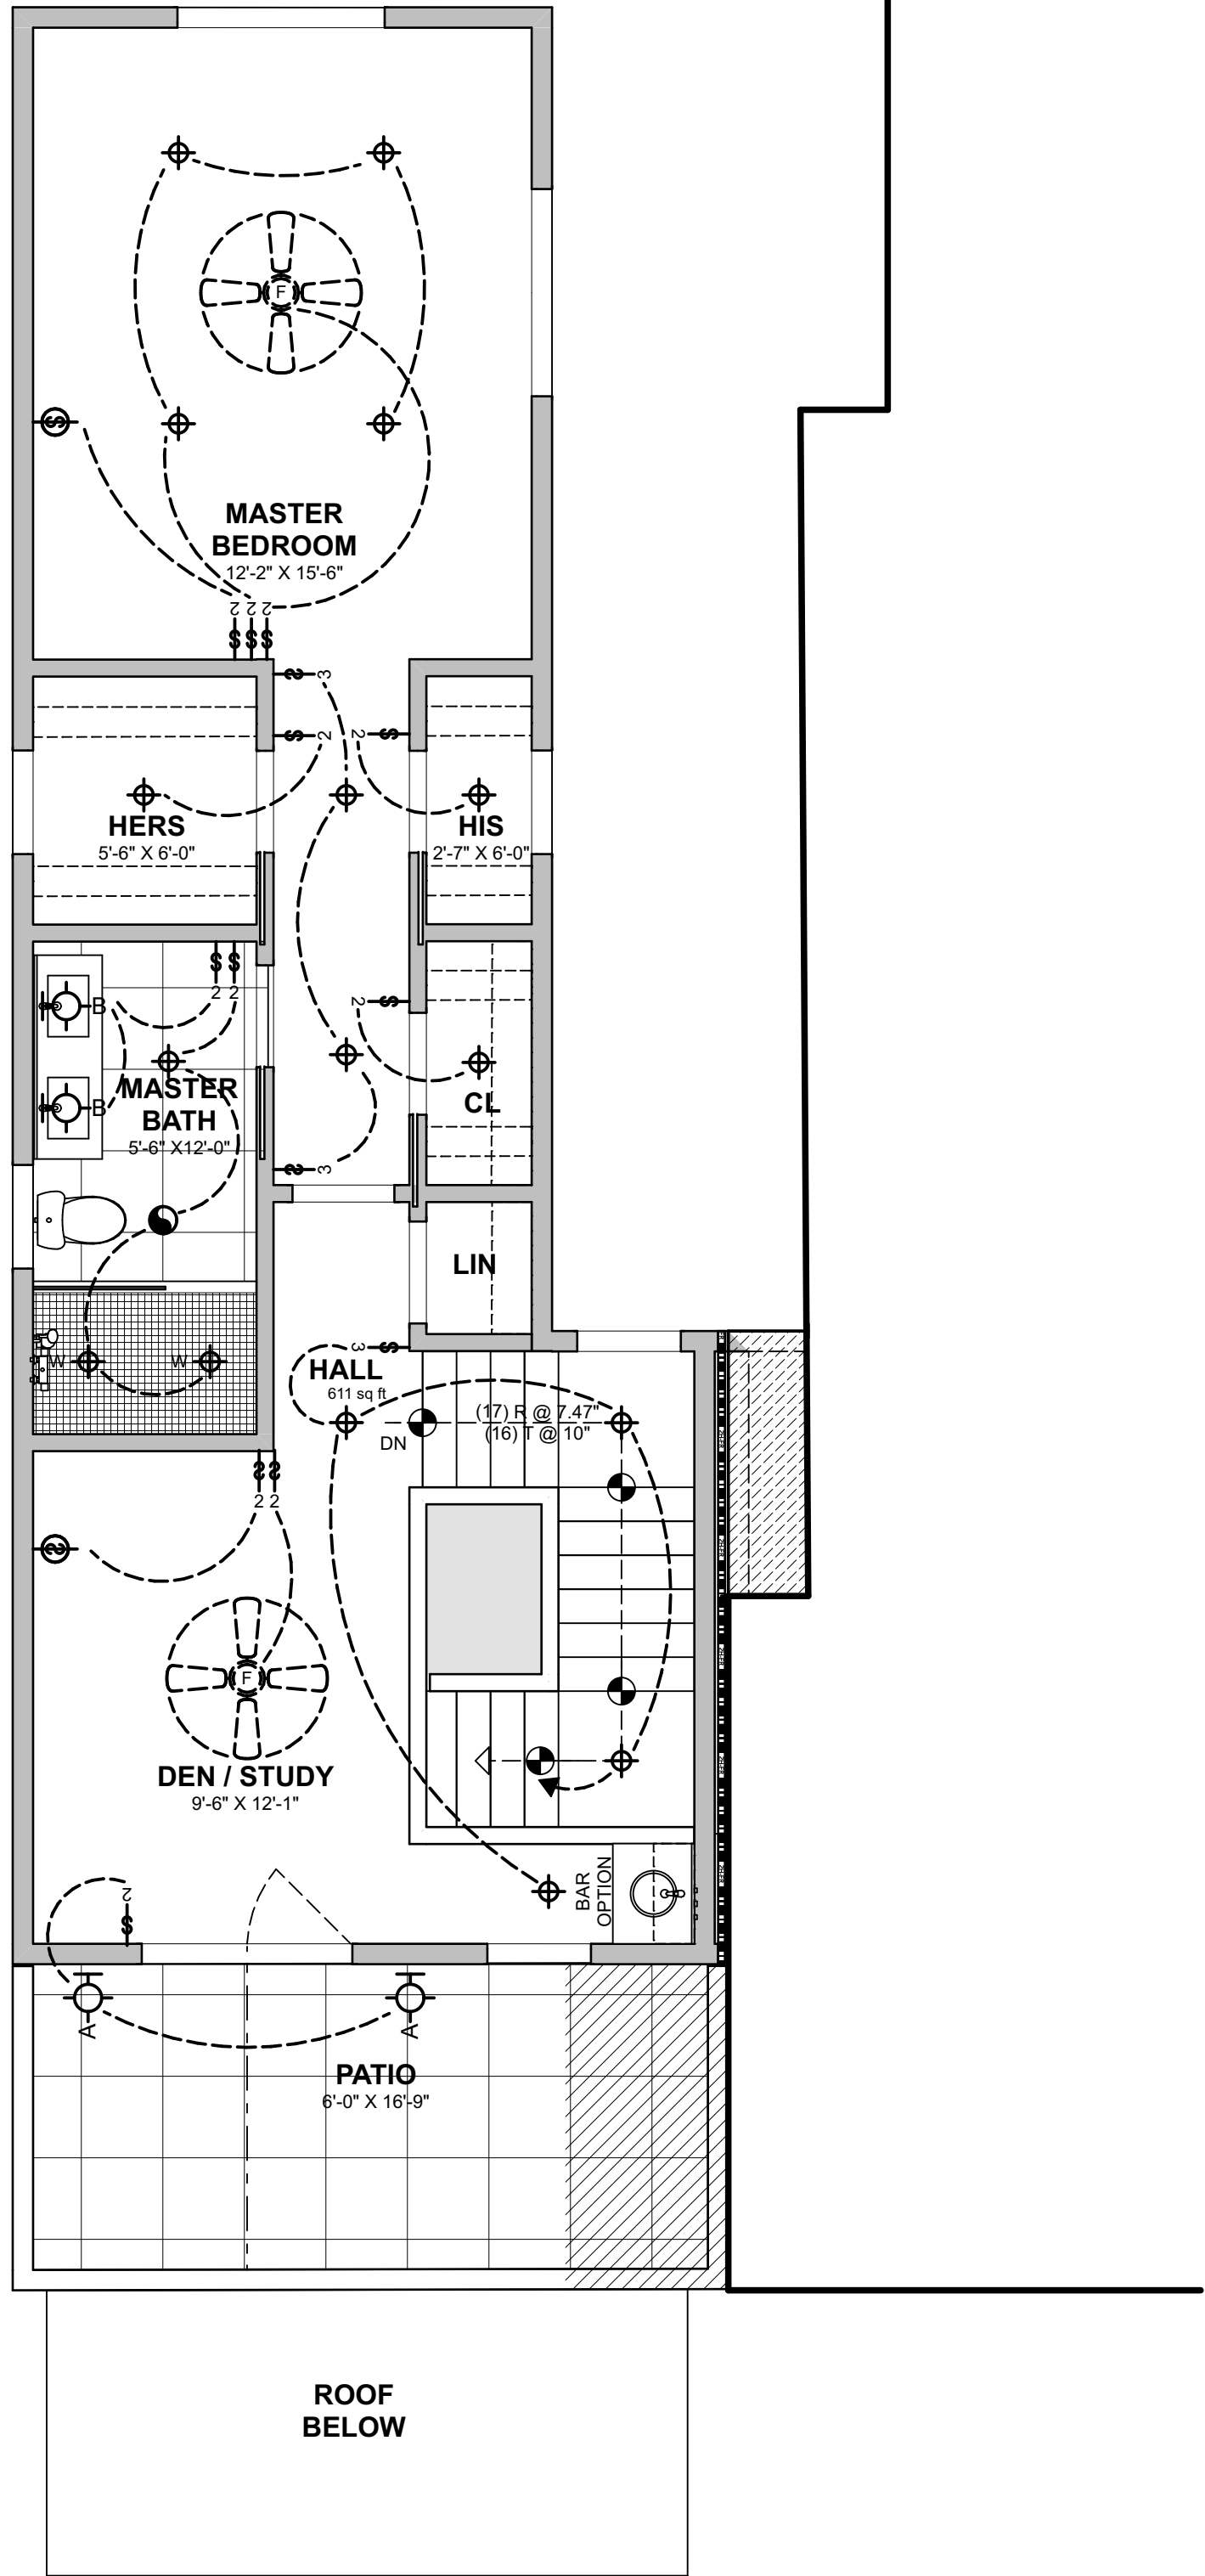 F
$
MASTER
BEDROOM
12'-2" X 15'-6"
2 2 2
$ $ $
$ 3
$ 2
2 $
HERS
5'-6" X 6'-0"
HIS
2'-7" X 6'-0"
$ $
2 2
B
2 $
B
MASTER
BATH
5'-6" X12'-0"
CL
$ 3
LIN
3 $
W
W
HALL
611 sq ft
(17) R @ 7.47"
(16) T @ 10"
DN
$ $
2 2
$
F
DEN / STUDY
9'-6" X 12'-1"
BAR
OPTION
2
$
A
A
PATIO
6'-0" X 16'-9"
ROOF
BELOW